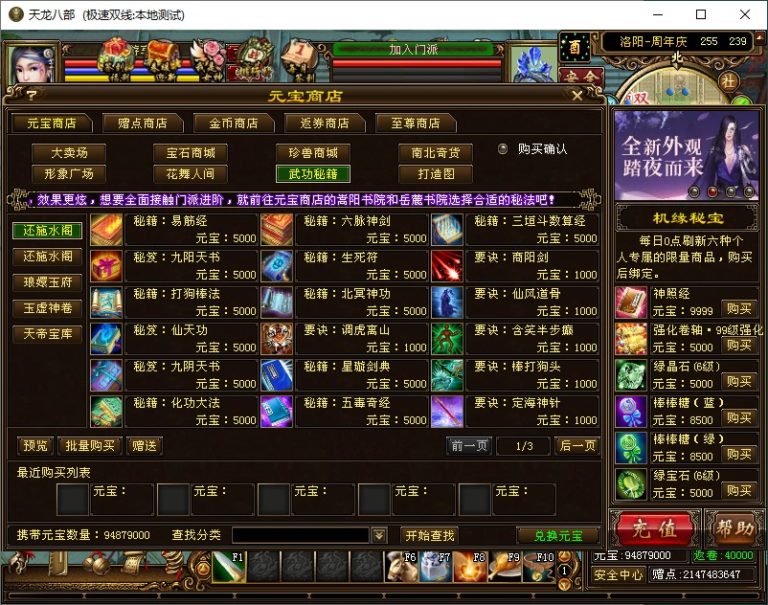 天龙八部 (极速双线:本地测试)
加入门派
洛阳-周年庆 255 239
北
安全
社
元宝商店
元宝商店 赠点商店 金币商店 返券商店 至尊商店
大卖场 宝石商城 珍兽商城 南北奇货 购买确认
形象广场 花舞人间 武功秘籍 打造图
，效果更炫，想要全面接触门派进阶，就前往元宝商店的嵩阳书院和岳麓书院选择合适的秘法吧！
还施水阁
还施水阁
琅嬛玉府
玉虚神卷
天帝宝库
秘籍：易筋经
元宝：5000
秘籍：六脉神剑
元宝：5000
秘籍：三垣斗数算经
元宝：5000
秘笈：九阳天书
元宝：5000
秘籍：生死符
元宝：5000
要诀：商阳剑
元宝：1000
秘籍：打狗棒法
元宝：5000
秘籍：北冥神功
元宝：5000
要诀：仙风道骨
元宝：1000
秘笈：仙天功
元宝：5000
要诀：调虎离山
元宝：1000
要诀：含笑半步癫
元宝：1000
秘笈：九阴天书
元宝：5000
秘籍：星璇剑典
元宝：5000
要诀：棒打狗头
元宝：1000
秘籍：化功大法
元宝：5000
秘籍：五毒奇经
元宝：5000
要诀：定海神针
元宝：1000
预览 批量购买 赠送 前一页 1/3 后一页
最近购买列表
元宝： 元宝： 元宝： 元宝： 元宝：
携带元宝数量：94879000 查找分类 开始查找 兑换元宝
全新外观
踏夜而来
机缘秘宝
每日0点刷新六种个
人专属的限量商品，购买
后绑定。
神照经
元宝：9999 购买
强化卷轴·99级强化
元宝：5000 购买
绿晶石(6级)
元宝：5000 购买
棒棒糖(蓝)
元宝：8500 购买
棒棒糖(绿)
元宝：8500 购买
绿宝石(6级)
元宝：5000 购买
充值 帮助
F1 F6 F7 F8 F9 F10
1
元宝:94879000 返卷:40000
安全中心 赠点:2147483647